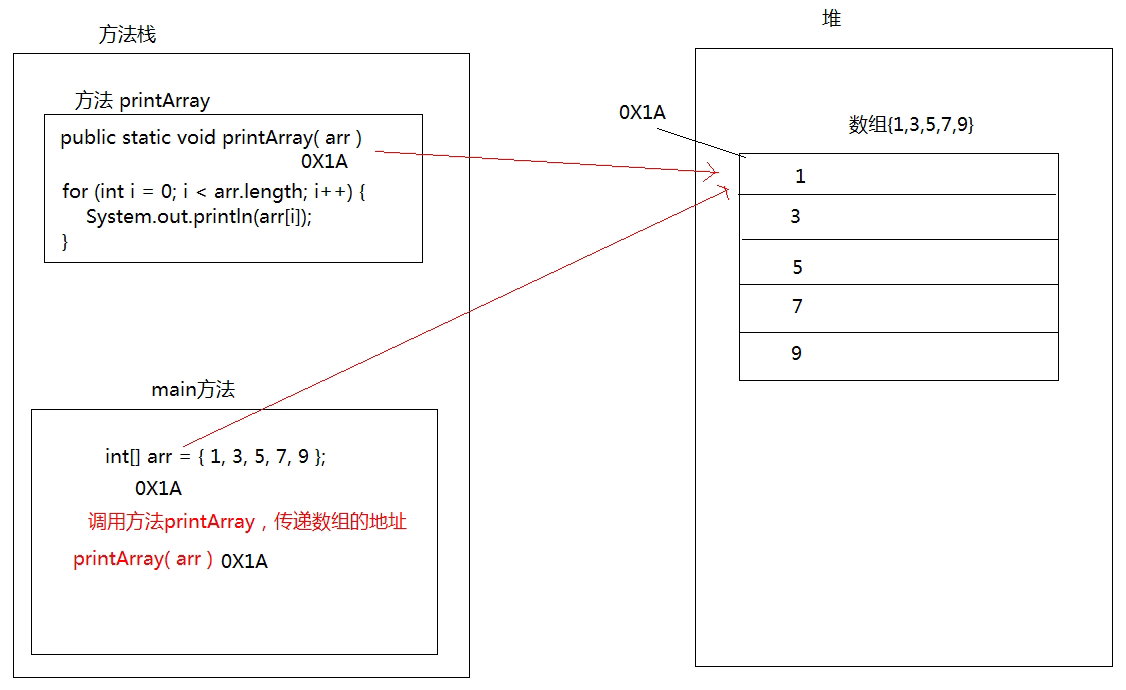 方法栈
方法 printArray
public static void printArray( arr )
0X1A
for (int i = 0; i < arr.length; i++) {
System.out.println(arr[i]);
}
main方法
int[] arr = { 1, 3, 5, 7, 9 };
0X1A
调用方法printArray，传递数组的地址
printArray( arr ) 0X1A
堆
0X1A
数组{1,3,5,7,9}
1
3
5
7
9